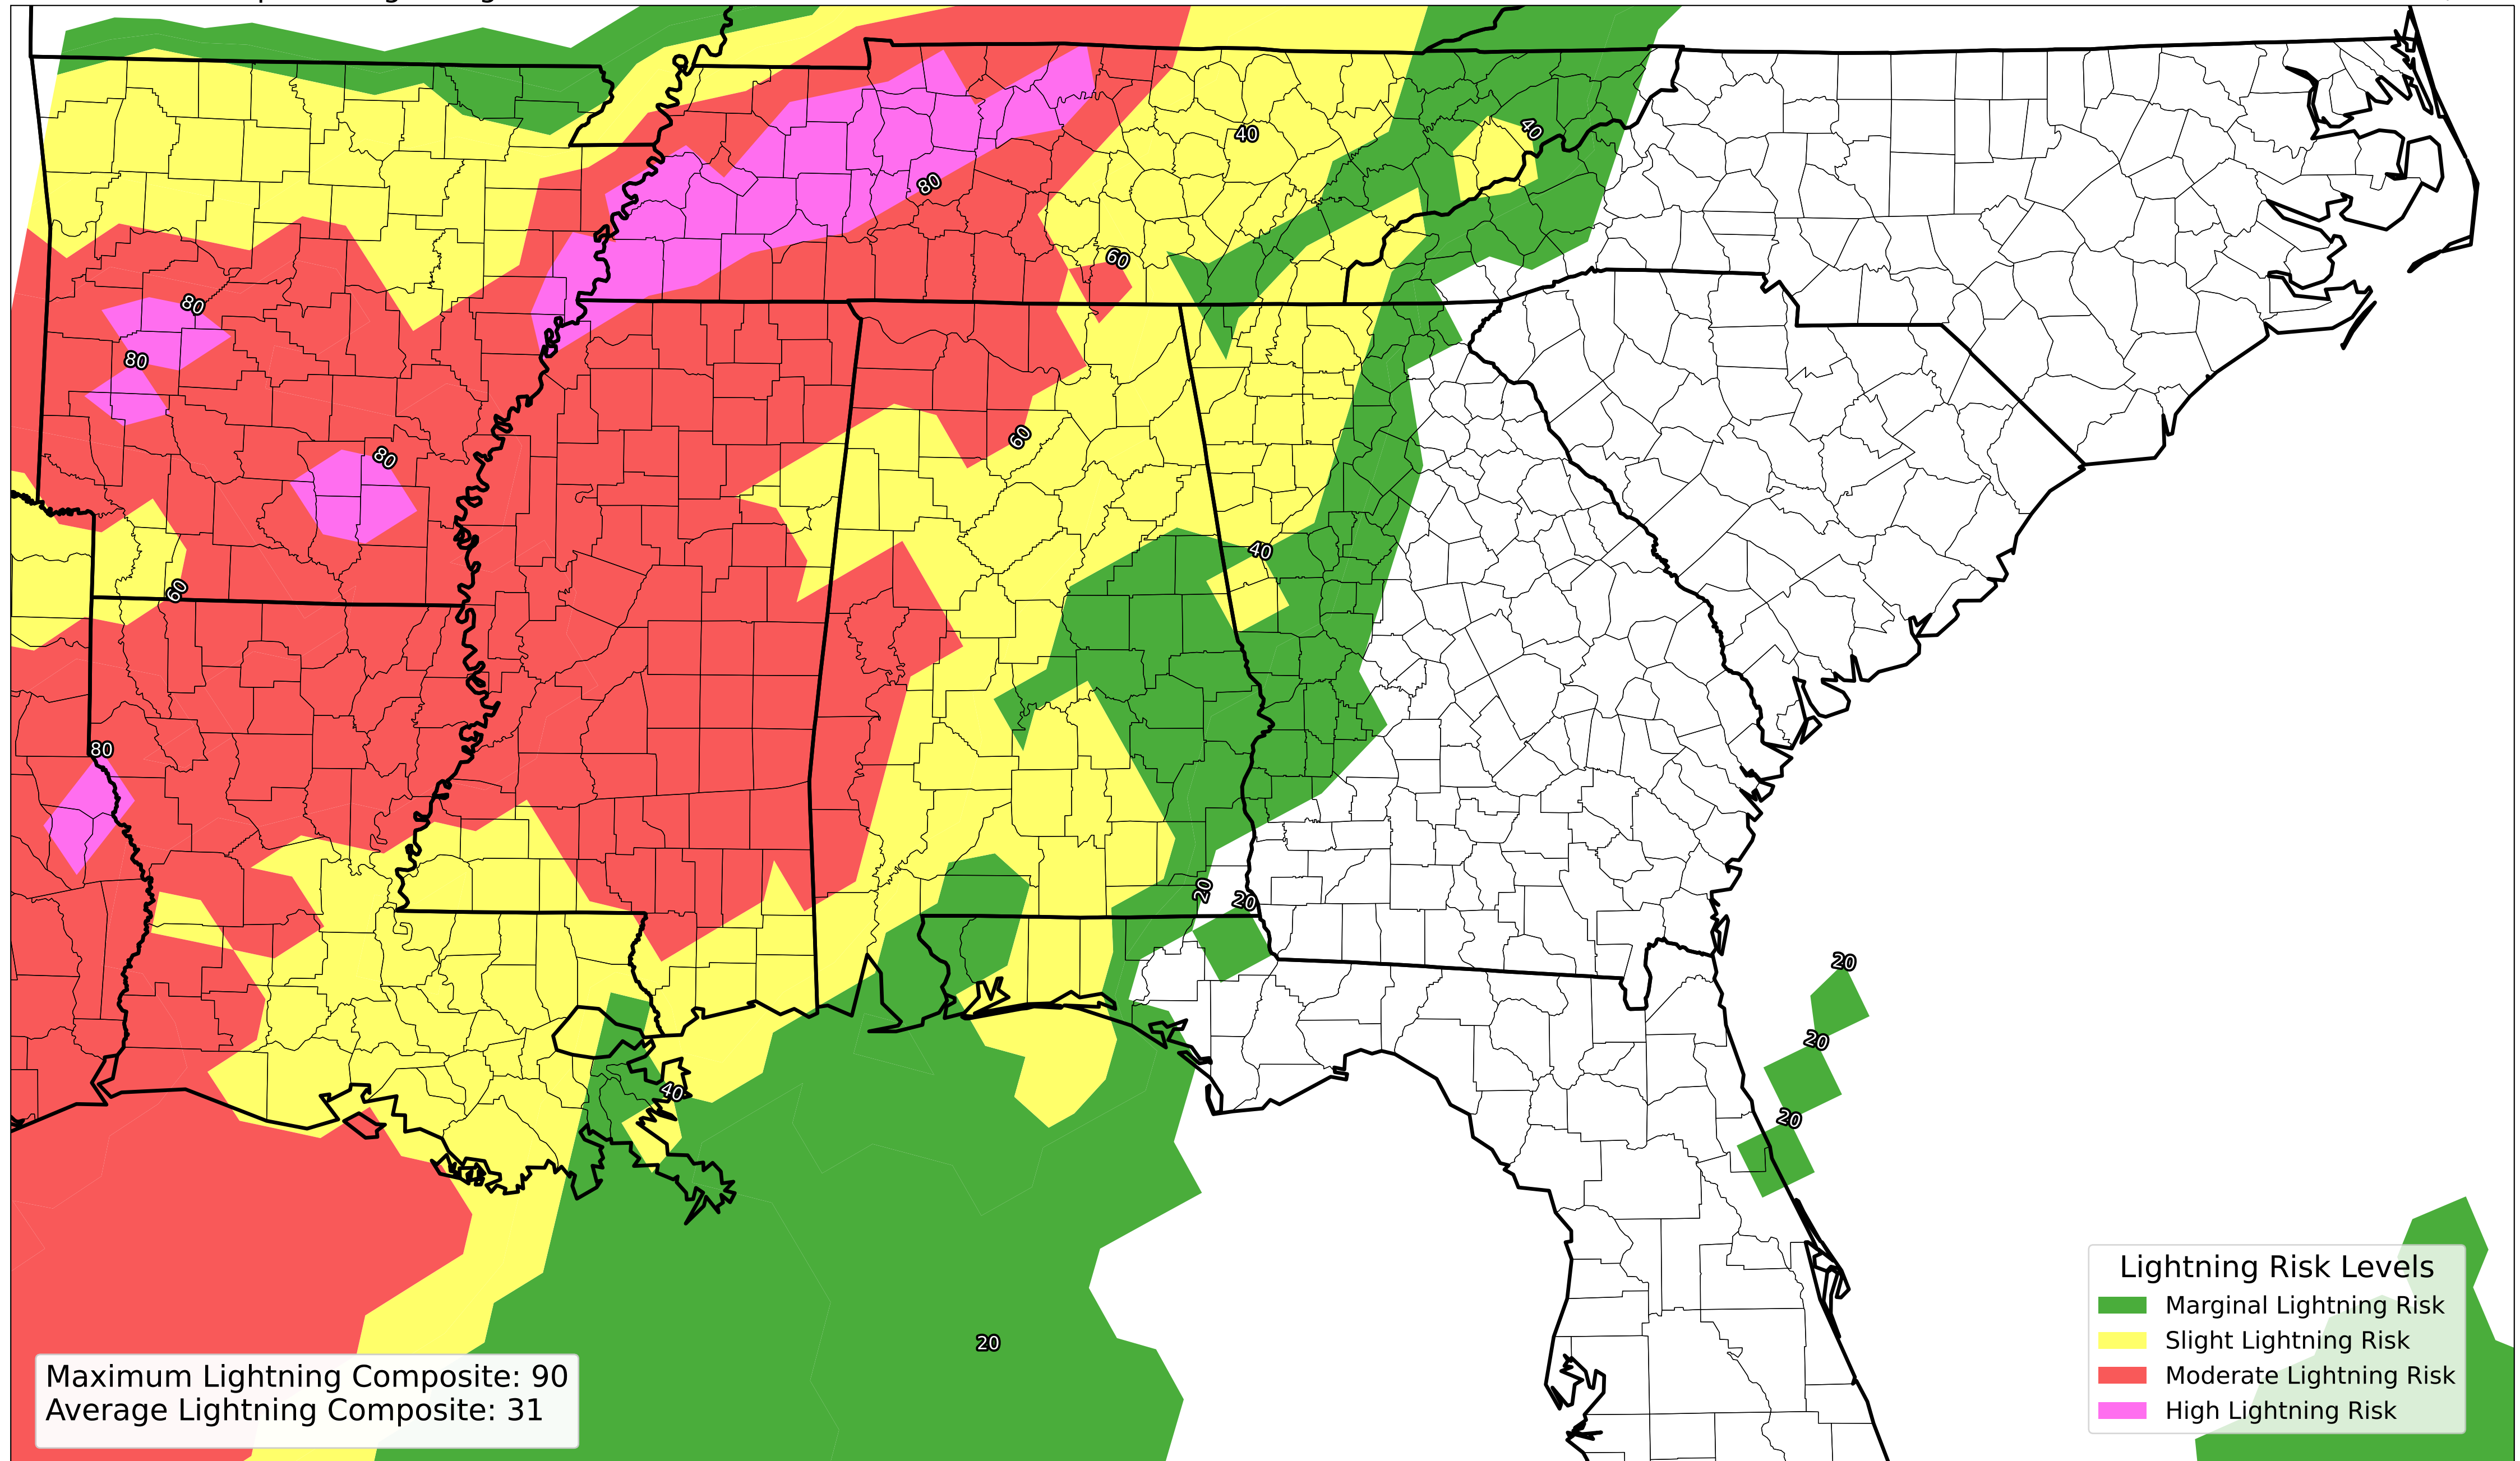 40
40
80
60
80
80
60
80
40
60
80
20
20
20
20
40
20
20
Lightning Risk Levels
Marginal Lightning Risk
Slight Lightning Risk
Moderate Lightning Risk
High Lightning Risk
Maximum Lightning Composite: 90
Average Lightning Composite: 31